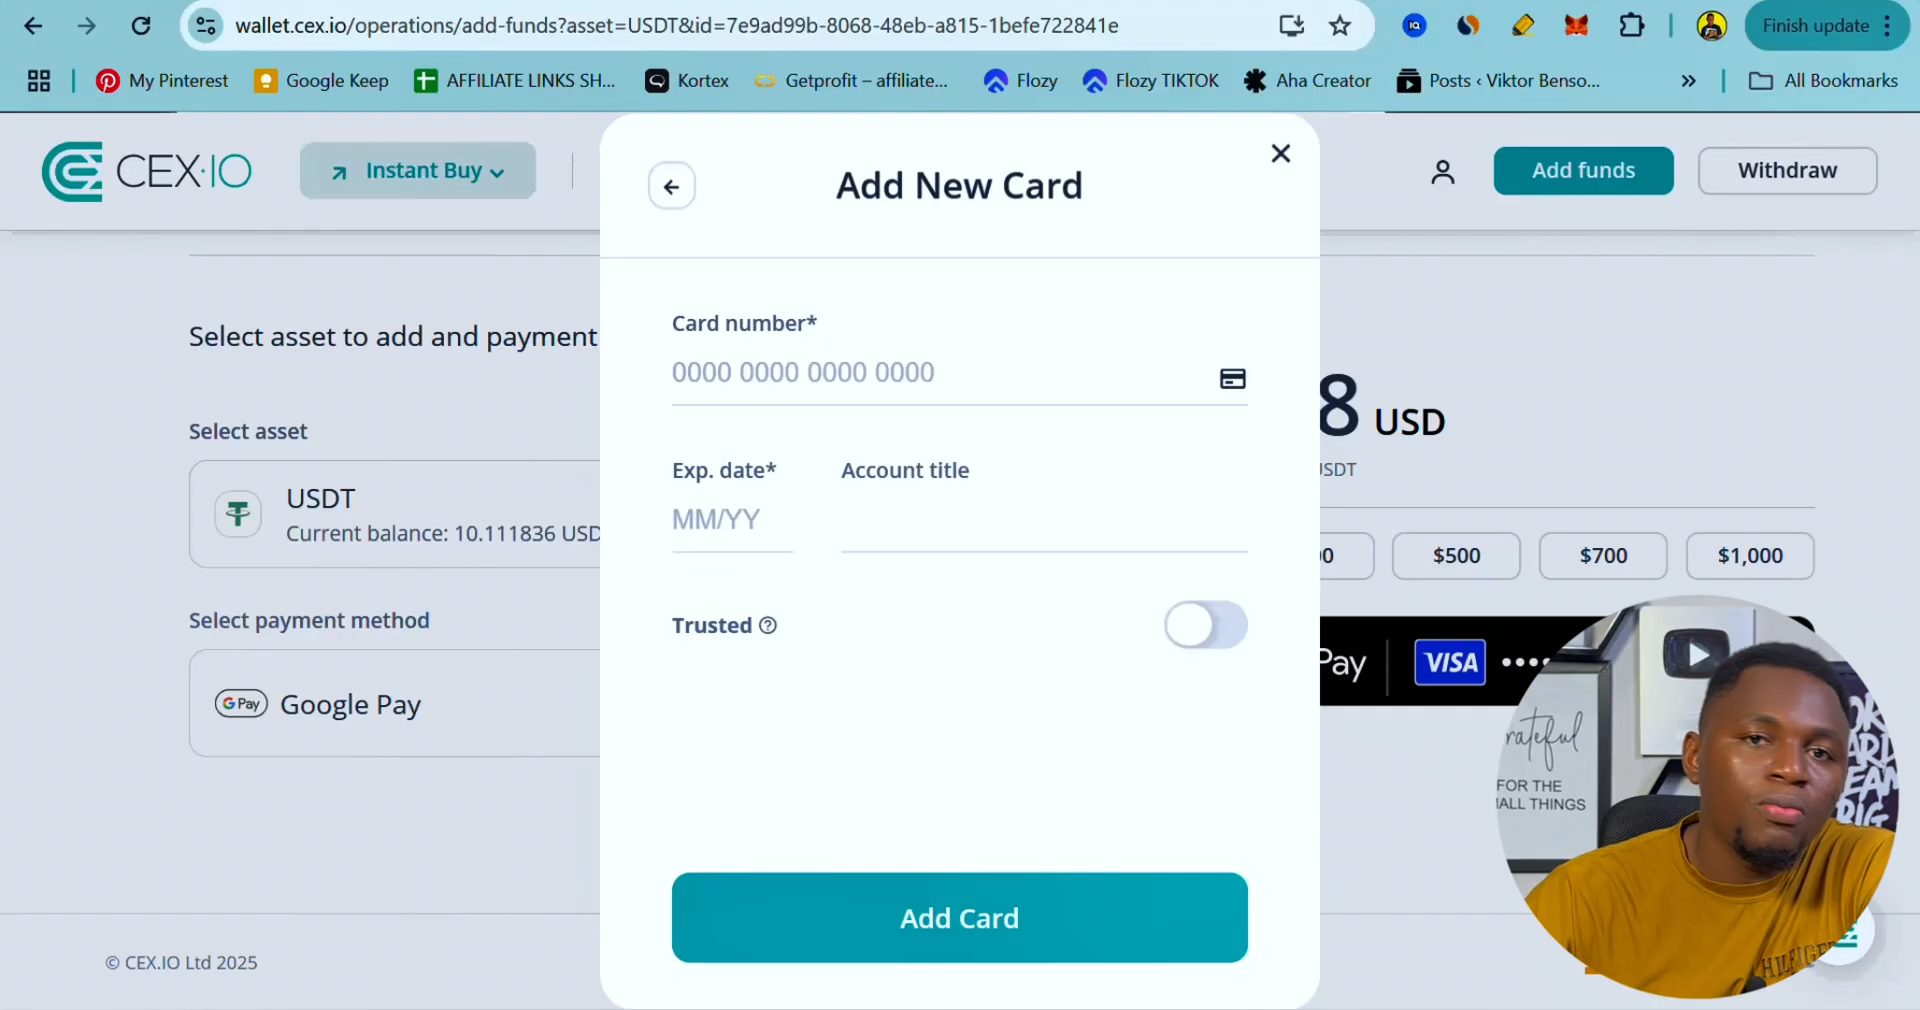 wallet.cex.io/operations/add-funds?asset=USDT&id=7e9ad99b-8068-48eb-a815-1befe722841e
Finish update
My Pinterest
Google Keep
AFFILIATE LINKS SH...
Kortex
Getprofit – affiliate...
Flozy
Flozy TIKTOK
Aha Creator
Posts ‹ Viktor Benso...
»
All Bookmarks
CEX·IO
Instant Buy
Add funds
Withdraw
Add New Card
Card number*
0000 0000 0000 0000
Exp. date*
Account title
MM/YY
Trusted
Add Card
Select asset to add and payment
Select asset
USDT
Current balance: 10.111836 USD
Select payment method
G Pay
Google Pay
8 USD
USDT
$500
$700
$1,000
Pay
VISA
••••
grateful
FOR THE
SMALL THINGS
© CEX.IO Ltd 2025